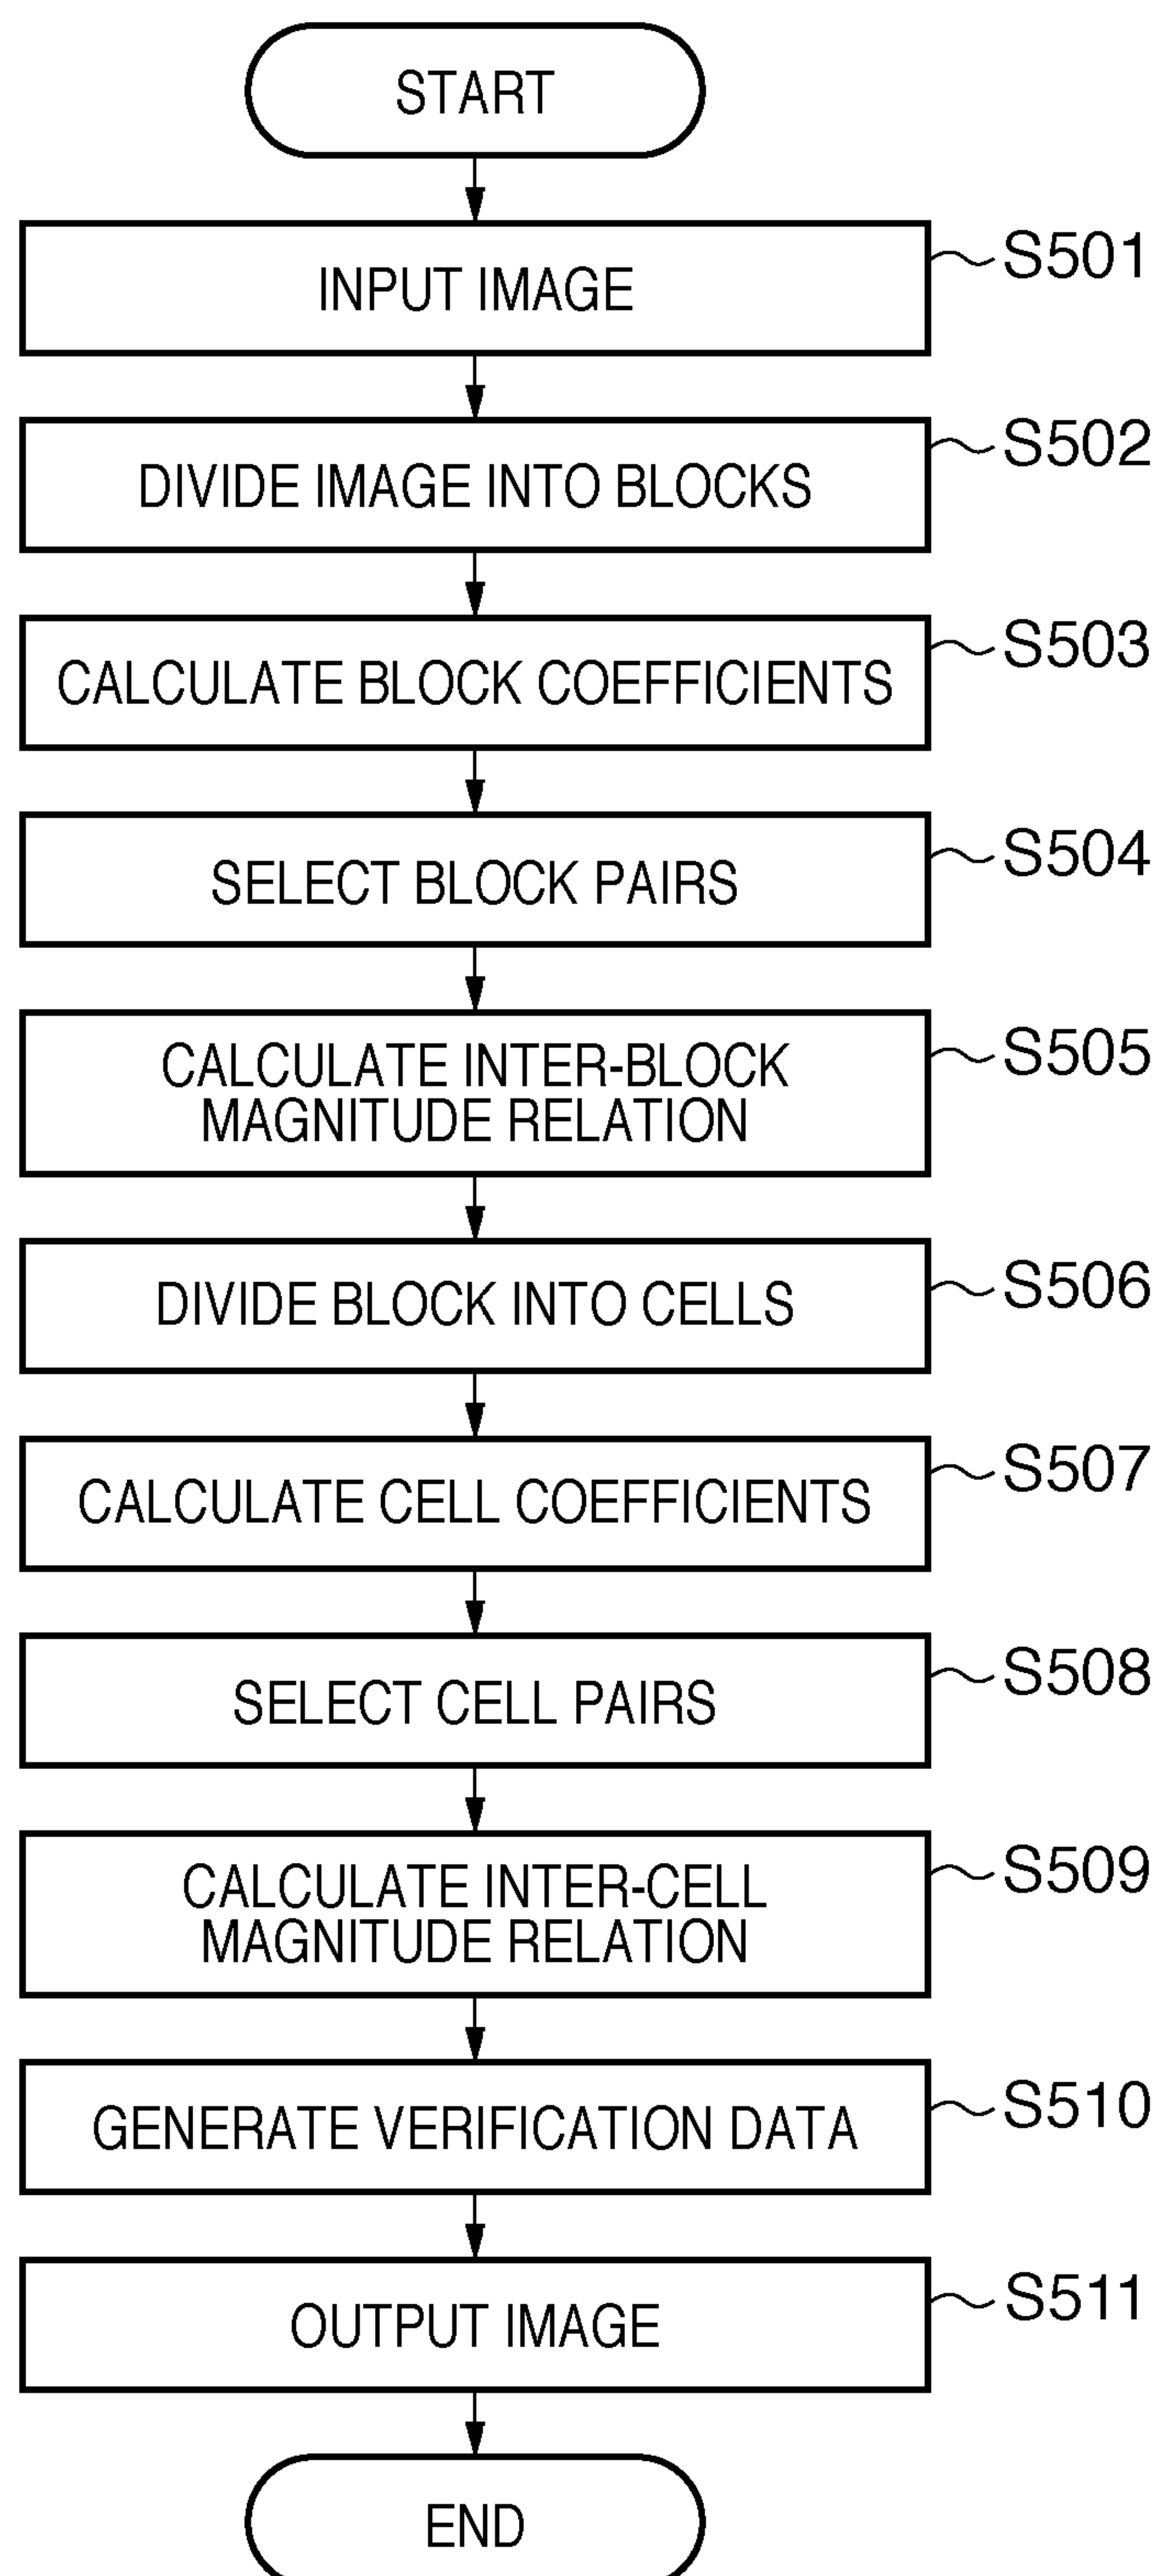 START
INPUT IMAGE
S501
DIVIDE IMAGE INTO BLOCKS
S502
CALCULATE BLOCK COEFFICIENTS
S503
SELECT BLOCK PAIRS
S504
CALCULATE INTER-BLOCK
MAGNITUDE RELATION
S505
DIVIDE BLOCK INTO CELLS
S506
CALCULATE CELL COEFFICIENTS
S507
SELECT CELL PAIRS
S508
CALCULATE INTER-CELL
MAGNITUDE RELATION
S509
GENERATE VERIFICATION DATA
S510
OUTPUT IMAGE
S511
END